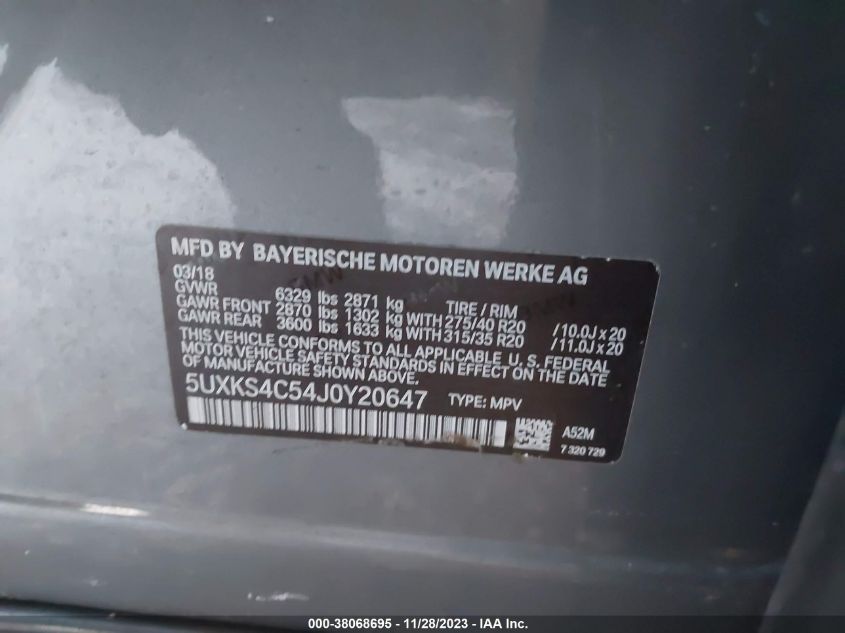 MFD BY BAYERISCHE MOTOREN WERKE AG
03/18
GVWR 6329 lbs 2871 kg TIRE / RIM
GAWR FRONT 2870 lbs 1302 kg WITH 275/40 R20 / 10.0J x 20
GAWR REAR 3600 lbs 1633 kg WITH 315/35 R20 / 11.0J x 20
THIS VEHICLE CONFORMS TO ALL APPLICABLE U.S. FEDERAL
MOTOR VEHICLE SAFETY STANDARDS IN EFFECT ON THE DATE
OF MANUFACTURE SHOWN ABOVE.
5UXKS4C54J0Y20647 TYPE: MPV
A52M
7 320 729
000-38068695 - 11/28/2023 - IAA Inc.